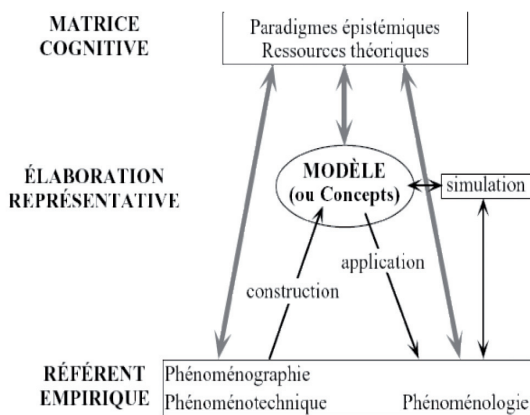 MATRICE
COGNITIVE
Paradigmes épistémiques
Ressources théoriques
ÉLABORATION
REPRÉSENTATIVE
MODÈLE
(ou Concepts)
simulation
application
construction
RÉFÉRENT
EMPIRIQUE
Phénoménographie
Phénoménotechnique
Phénoménologie